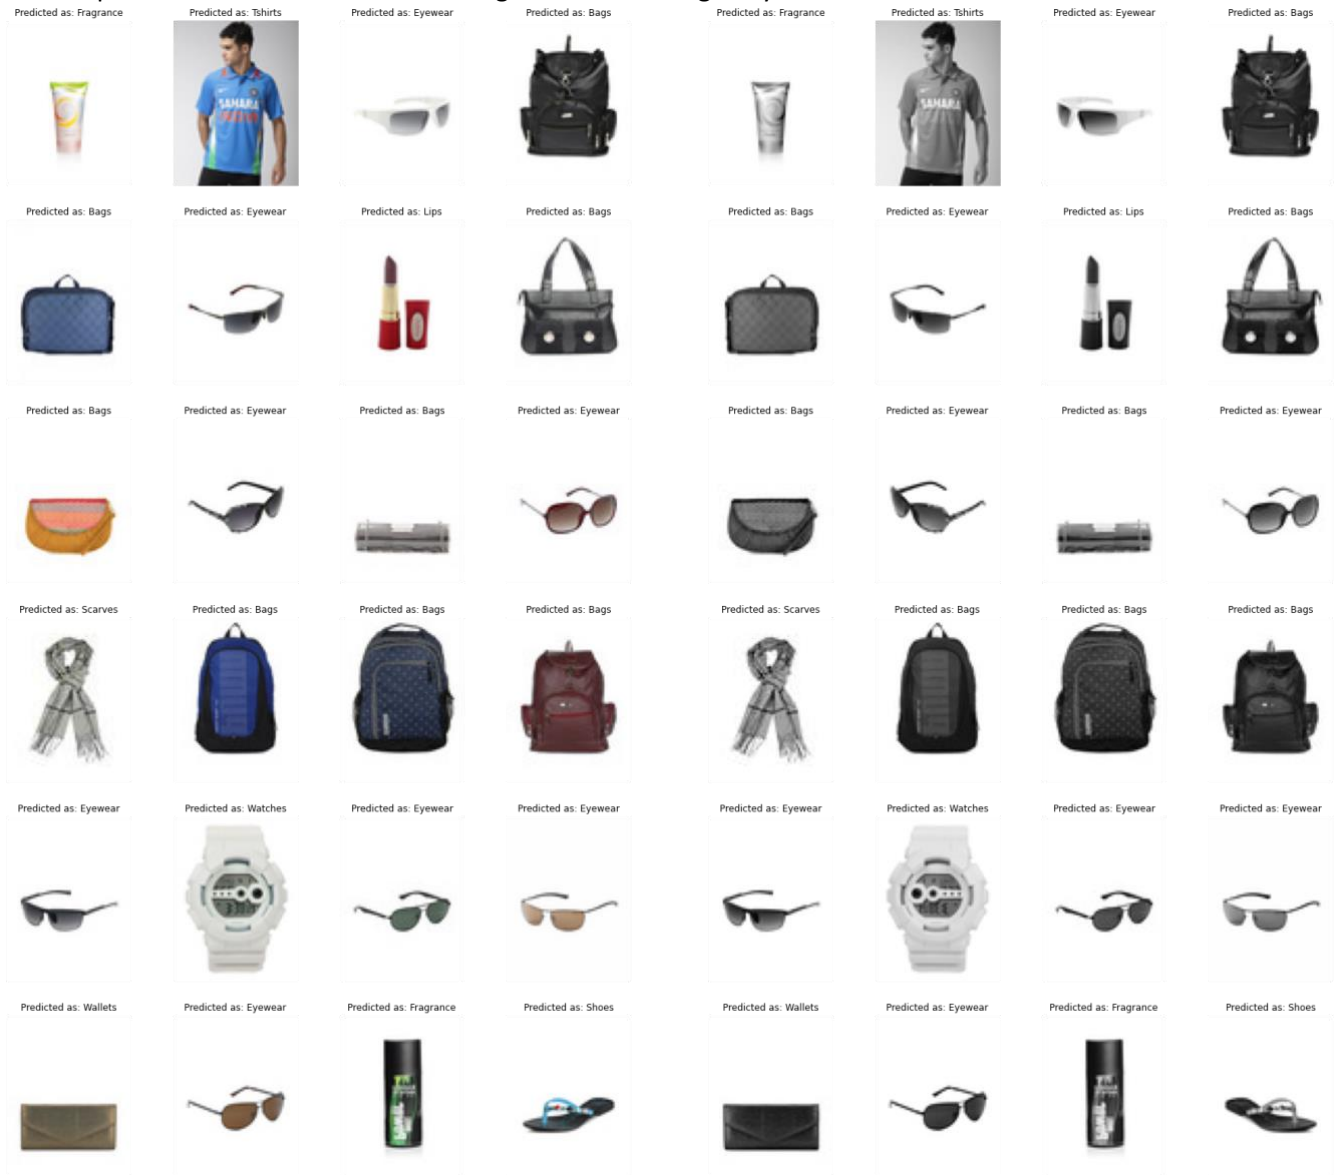 Predicted as: Fragrance Predicted as: Tshirts Predicted as: Eyewear Predicted as: Bags Predicted as: Fragrance Predicted as: Tshirts Predicted as: Eyewear Predicted as: Bags
SAHARA SAHARA
Predicted as: Bags Predicted as: Eyewear Predicted as: Lips Predicted as: Bags Predicted as: Bags Predicted as: Eyewear Predicted as: Lips Predicted as: Bags
Predicted as: Bags Predicted as: Eyewear Predicted as: Bags Predicted as: Eyewear Predicted as: Bags Predicted as: Eyewear Predicted as: Bags Predicted as: Eyewear
Predicted as: Scarves Predicted as: Bags Predicted as: Bags Predicted as: Bags Predicted as: Scarves Predicted as: Bags Predicted as: Bags Predicted as: Bags
Predicted as: Eyewear Predicted as: Watches Predicted as: Eyewear Predicted as: Eyewear Predicted as: Eyewear Predicted as: Watches Predicted as: Eyewear Predicted as: Eyewear
Predicted as: Wallets Predicted as: Eyewear Predicted as: Fragrance Predicted as: Shoes Predicted as: Wallets Predicted as: Eyewear Predicted as: Fragrance Predicted as: Shoes